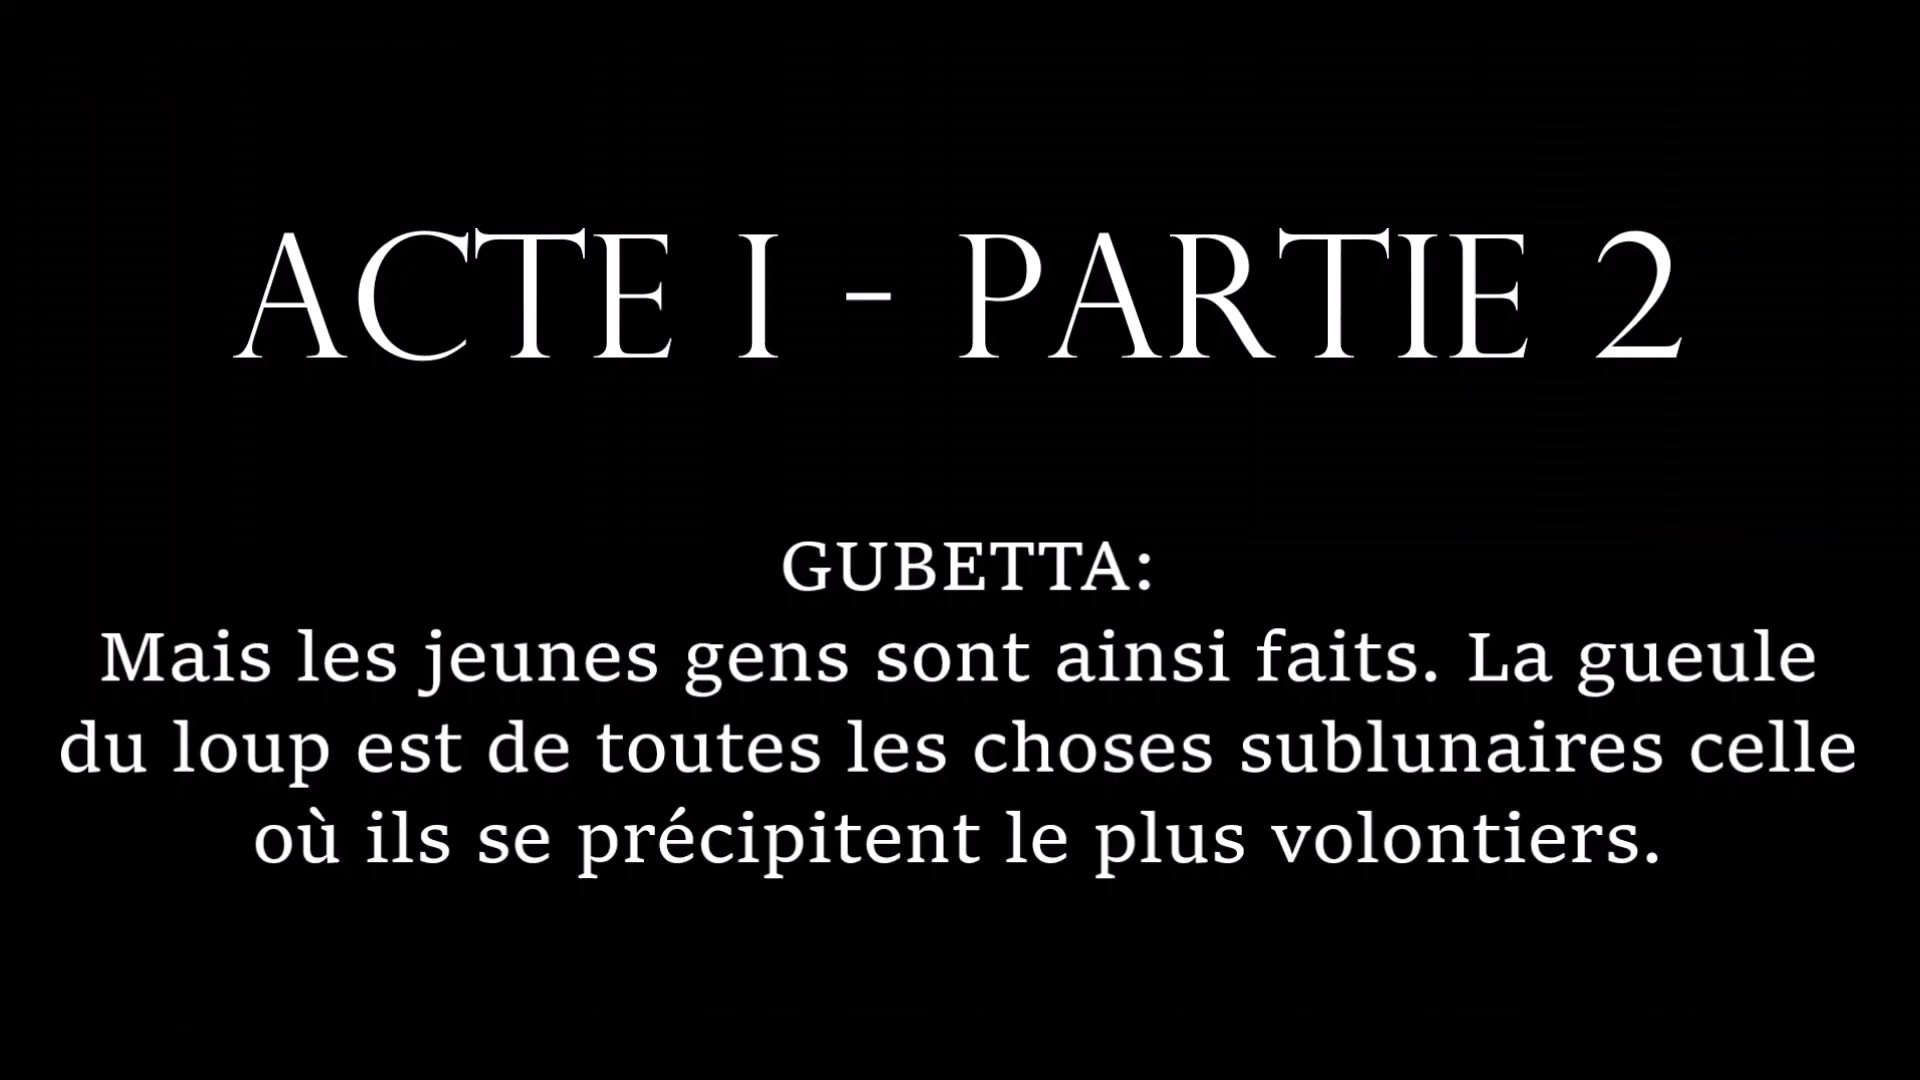 ACTE I - PARTIE 2
GUBETTA:
Mais les jeunes gens sont ainsi faits. La gueule
du loup est de toutes les choses sublunaires celle
où ils se précipitent le plus volontiers.